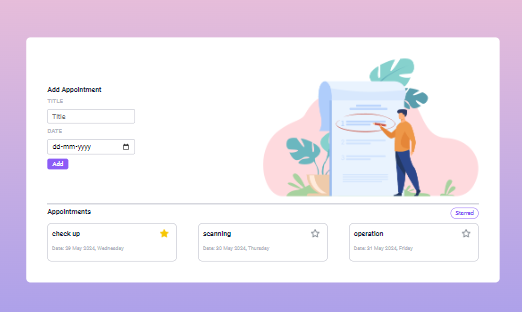 Add Appointment
TITLE
Title
DATE
dd-mm-yyyy
Add
Appointments
Starred
check up
scanning
operation
Date: 29 May 2024, Wednesday
Date: 30 May 2024, Thursday
Date: 31 May 2024, Friday